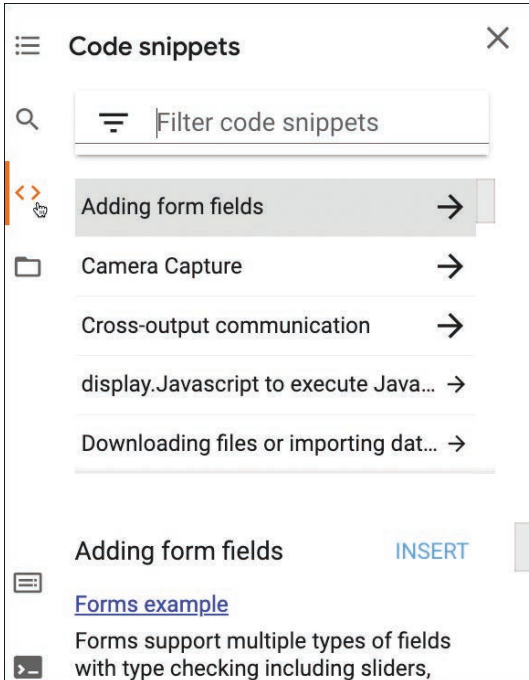 Code snippets
Filter code snippets
Adding form fields
Camera Capture
Cross-output communication
display.Javascript to execute Java...
Downloading files or importing dat...
Adding form fields INSERT
Forms example
Forms support multiple types of fields
with type checking including sliders,